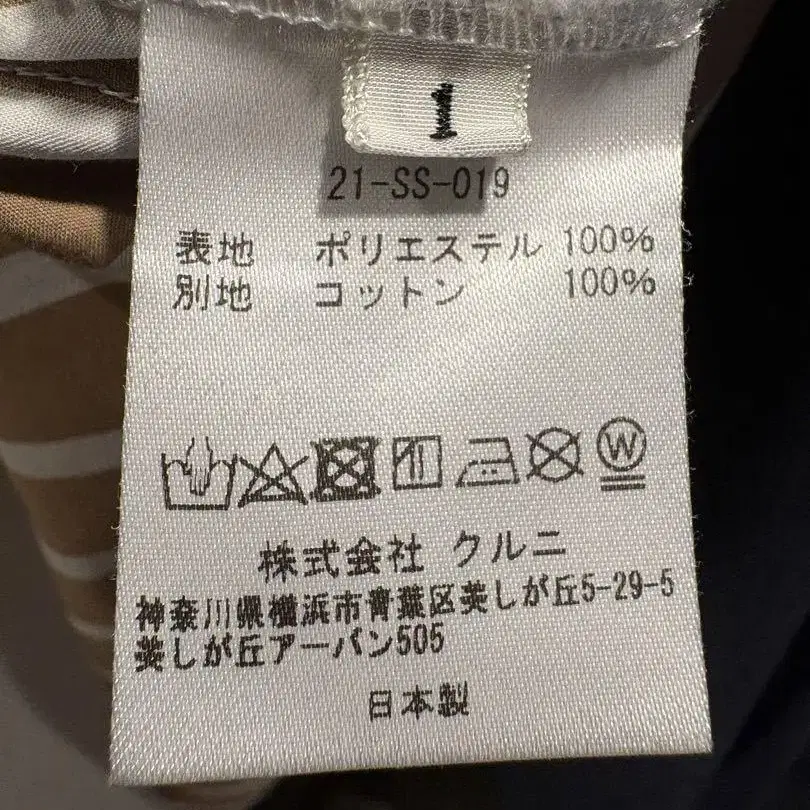 1
21-SS-019
表地 ポリエステル 100%
別地 コットン 100%
W
株式会社 クルニ
神奈川県横浜市青葉区美しが丘5-29-5
美しが丘アーバン505
日本製